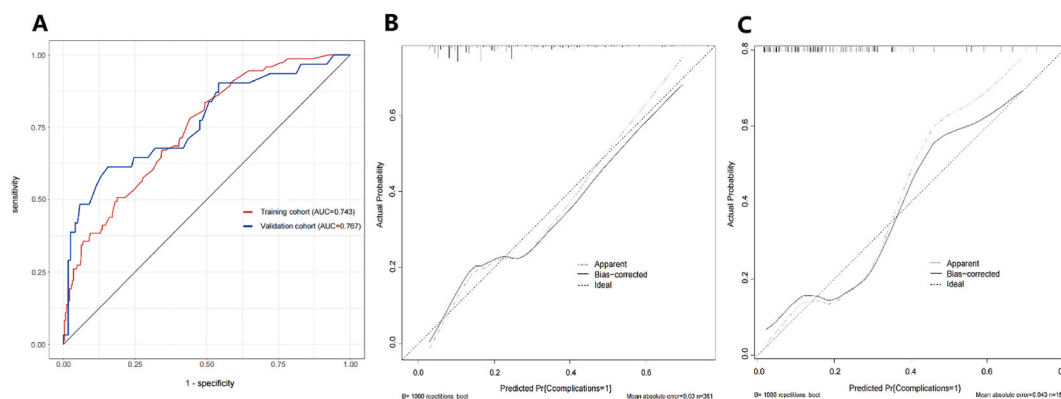 A
1.00
0.75
0.50
0.25
0.00
sensitivity
Training cohort (AUC=0.743)
Validation cohort (AUC=0.767)
0.00 0.25 0.50 0.75 1.00
1 - specificity
B
0.6
0.4
0.2
0.0
Actual Probability
Apparent
Bias-corrected
Ideal
0.0 0.2 0.4 0.6
Predicted Pr{Ccomplications=1}
B= 1000 repetitions, boot
Mean absolute error=0.03 n=361
C
0.8
0.6
0.4
0.2
0.0
Actual Probability
Apparent
Bias-corrected
Ideal
0.0 0.2 0.4 0.6 0.8
Predicted Pr{Ccomplications=1}
B= 1000 repetitions, boot
Mean absolute error=0.043